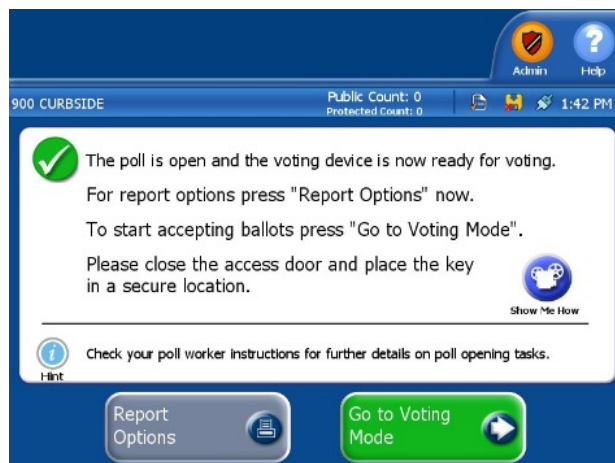 Admin
Help
900 CURBSIDE
Public Count: 0
Protected Count: 0
1:42 PM
The poll is open and the voting device is now ready for voting.
For report options press "Report Options" now.
To start accepting ballots press "Go to Voting Mode".
Please close the access door and place the key
in a secure location.
Show Me How
Hint
Check your poll worker instructions for further details on poll opening tasks.
Report
Options
Go to Voting
Mode